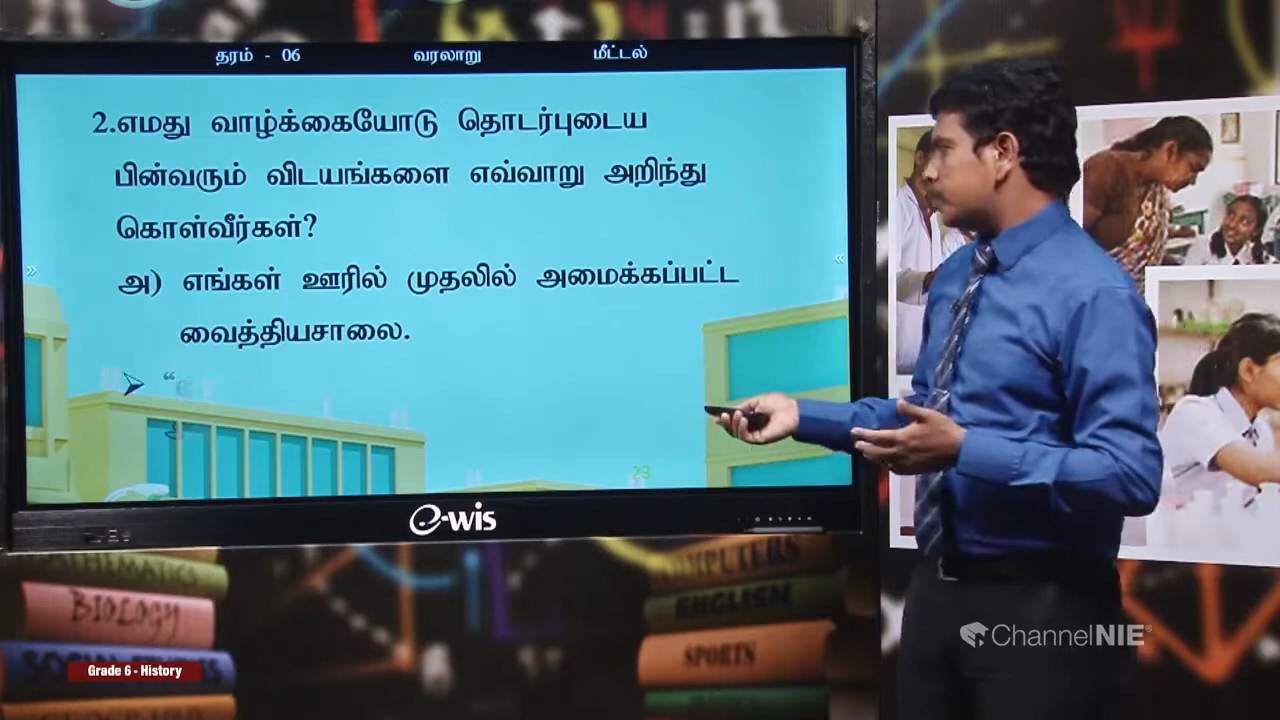 தரம் - 06 வரலாறு மீட்டல்
2.எமது வாழ்க்கையோடு தொடர்புடைய
பின்வரும் விடயங்களை எவ்வாறு அறிந்து
கொள்வீர்கள்?
அ) எங்கள் ஊரில் முதலில் அமைக்கப்பட்ட
வைத்தியசாலை.
23
e-wis
MATHEMATICS
BIOLOGY
COMPUTERS
ENGLISH
SPORTS
Grade 6 - History
ChannelNIE